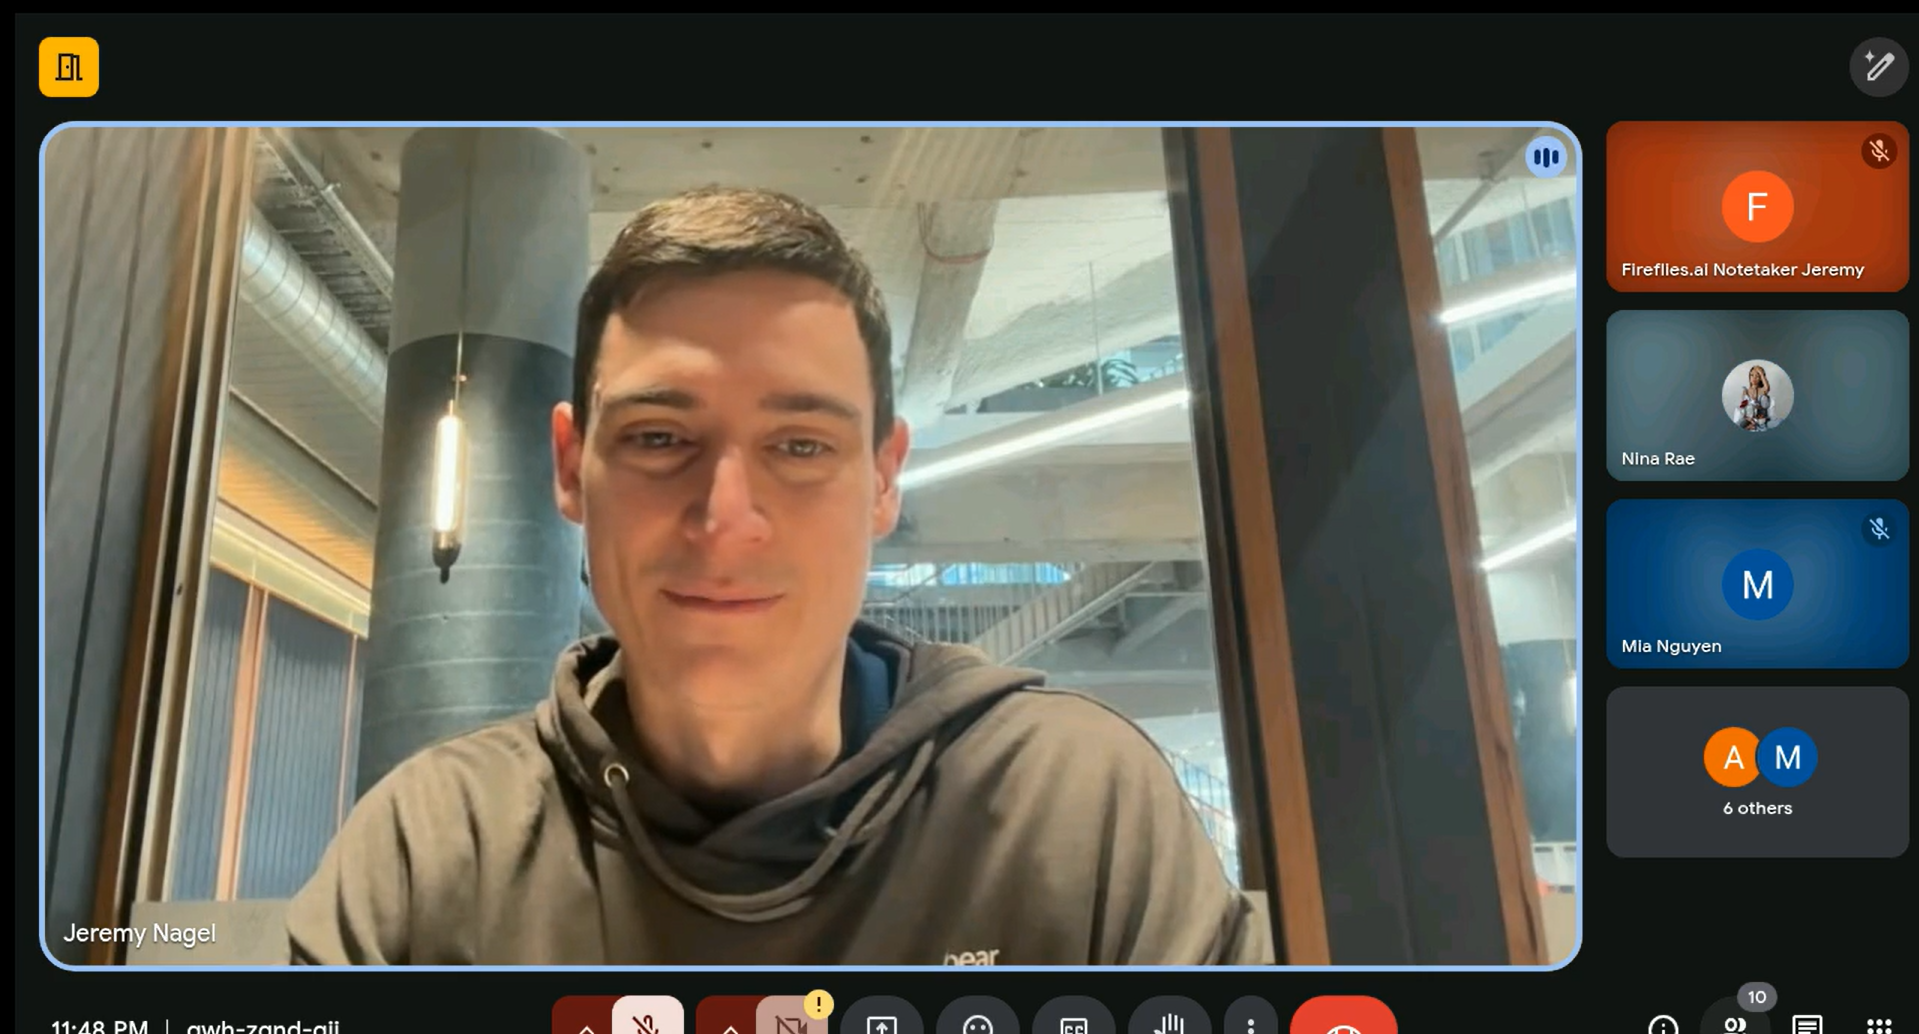 F
Fireflies.ai Notetaker Jeremy
Nina Rae
M
Mia Nguyen
A M
6 others
Jeremy Nagel
bear
10
11:48 PM | qwh-zqnd-qii